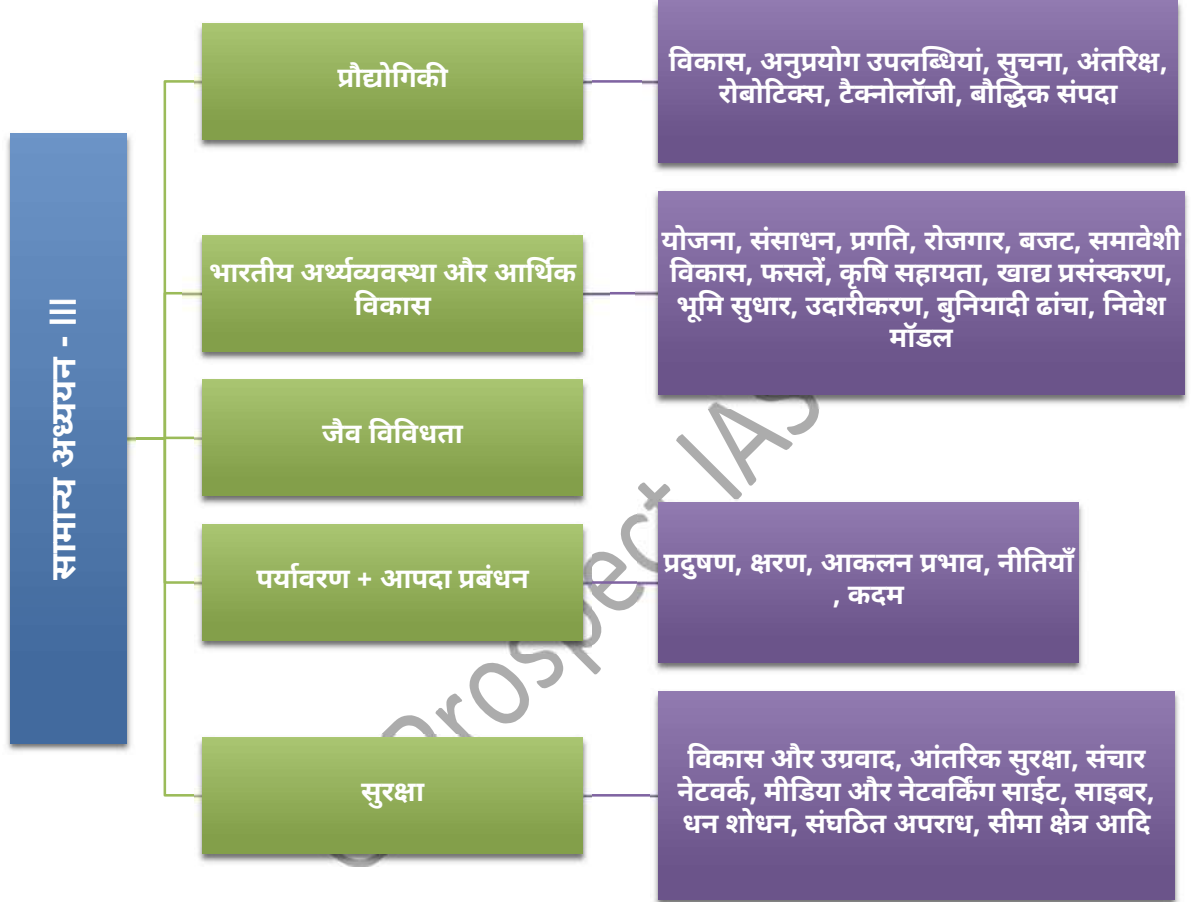 सामान्य अध्ययन - III
प्रौद्योगिकी
विकास, अनुप्रयोग उपलब्धियां, सुचना, अंतरिक्ष,
रोबोटिक्स, टैक्नोलॉजी, बौद्धिक संपदा
भारतीय अर्थ्यव्यवस्था और आर्थिक
विकास
योजना, संसाधन, प्रगति, रोजगार, बजट, समावेशी
विकास, फसलें, कृषि सहायता, खाद्य प्रसंस्करण,
भूमि सुधार, उदारीकरण, बुनियादी ढांचा, निवेश
मॉडल
जैव विविधता
पर्यावरण + आपदा प्रबंधन
प्रदुषण, क्षरण, आकलन प्रभाव, नीतियाँ
, कदम
सुरक्षा
विकास और उग्रवाद, आंतरिक सुरक्षा, संचार
नेटवर्क, मीडिया और नेटवर्किंग साईट, साइबर,
धन शोधन, संघठित अपराध, सीमा क्षेत्र आदि
Prospect IAS